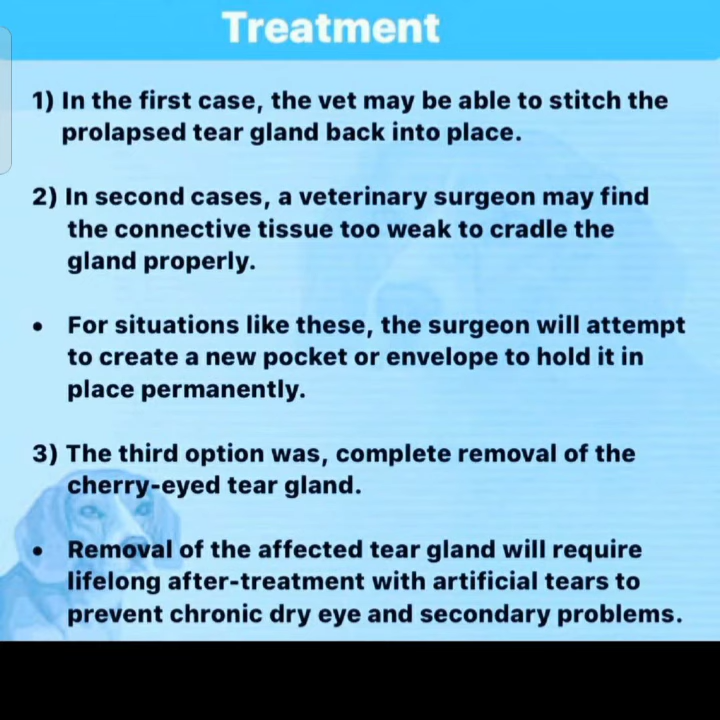 Treatment
1) In the first case, the vet may be able to stitch the
prolapsed tear gland back into place.
2) In second cases, a veterinary surgeon may find
the connective tissue too weak to cradle the
gland properly.
• For situations like these, the surgeon will attempt
to create a new pocket or envelope to hold it in
place permanently.
3) The third option was, complete removal of the
cherry-eyed tear gland.
• Removal of the affected tear gland will require
lifelong after-treatment with artificial tears to
prevent chronic dry eye and secondary problems.